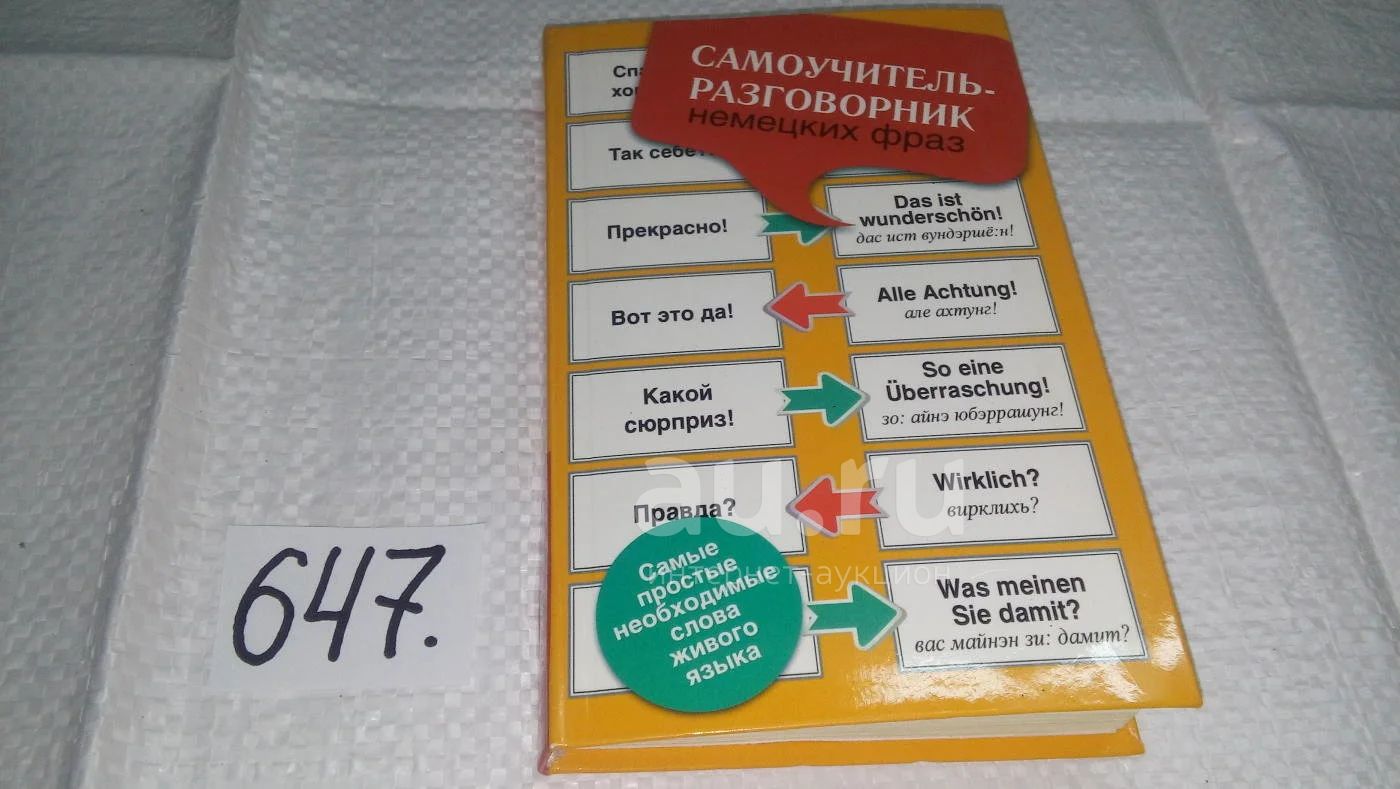 САМОУЧИТЕЛЬ-
РАЗГОВОРНИК
немецких фраз
Так себе
Прекрасно!
Das ist
wunderschön!
дас ист вундэршё:н!
Вот это да!
Alle Achtung!
але ахтунг!
Какой
сюрприз!
So eine
Überraschung!
зо: айнэ юбэррашунг!
Правда?
Wirklich?
вирклихь?
Was meinen
Sie damit?
вас майнэн зи: дамит?
Самые
простые
необходимые
слова
живого
языка
647.
au.ru
интернет-аукцион